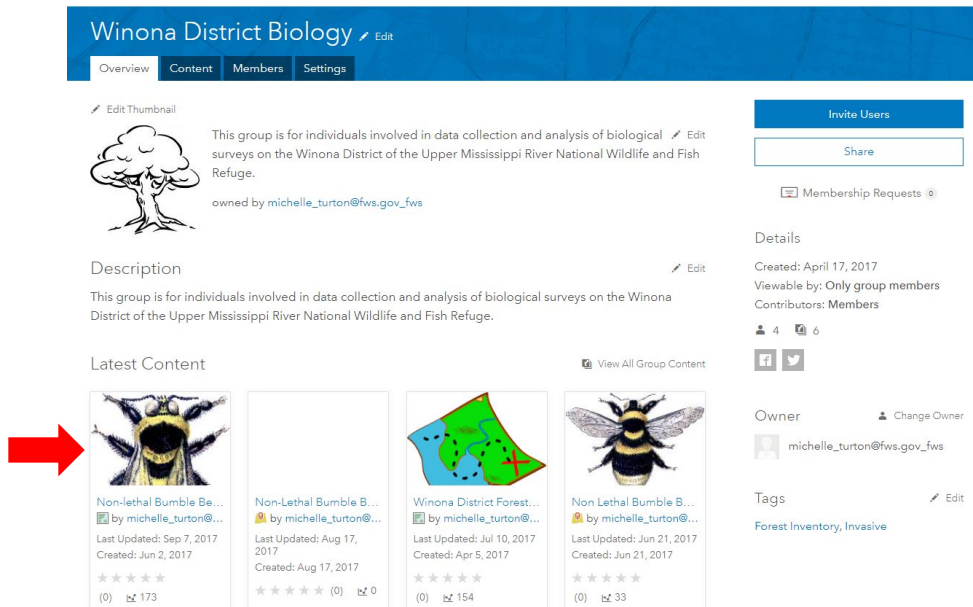 Winona District Biology Edit
Overview Content Members Settings
Edit Thumbnail
This group is for individuals involved in data collection and analysis of biological Edit
surveys on the Winona District of the Upper Mississippi River National Wildlife and Fish
Refuge.
owned by michelle_turton@fws.gov_fws
Description Edit
This group is for individuals involved in data collection and analysis of biological surveys on the Winona
District of the Upper Mississippi River National Wildlife and Fish Refuge.
Latest Content View All Group Content
Non-lethal Bumble Be...
by michelle_turton@...
Last Updated: Sep 7, 2017
Created: Jun 2, 2017
(0) 173
Non-Lethal Bumble B...
by michelle_turton@...
Last Updated: Aug 17,
2017
Created: Aug 17, 2017
(0) 0
Winona District Forest...
by michelle_turton@...
Last Updated: Jul 10, 2017
Created: Apr 5, 2017
(0) 154
Non Lethal Bumble B...
by michelle_turton@...
Last Updated: Jun 21, 2017
Created: Jun 21, 2017
(0) 33
Invite Users
Share
Membership Requests 0
Details
Created: April 17, 2017
Viewable by: Only group members
Contributors: Members
4 6
Owner Change Owner
michelle_turton@fws.gov_fws
Tags Edit
Forest Inventory, Invasive